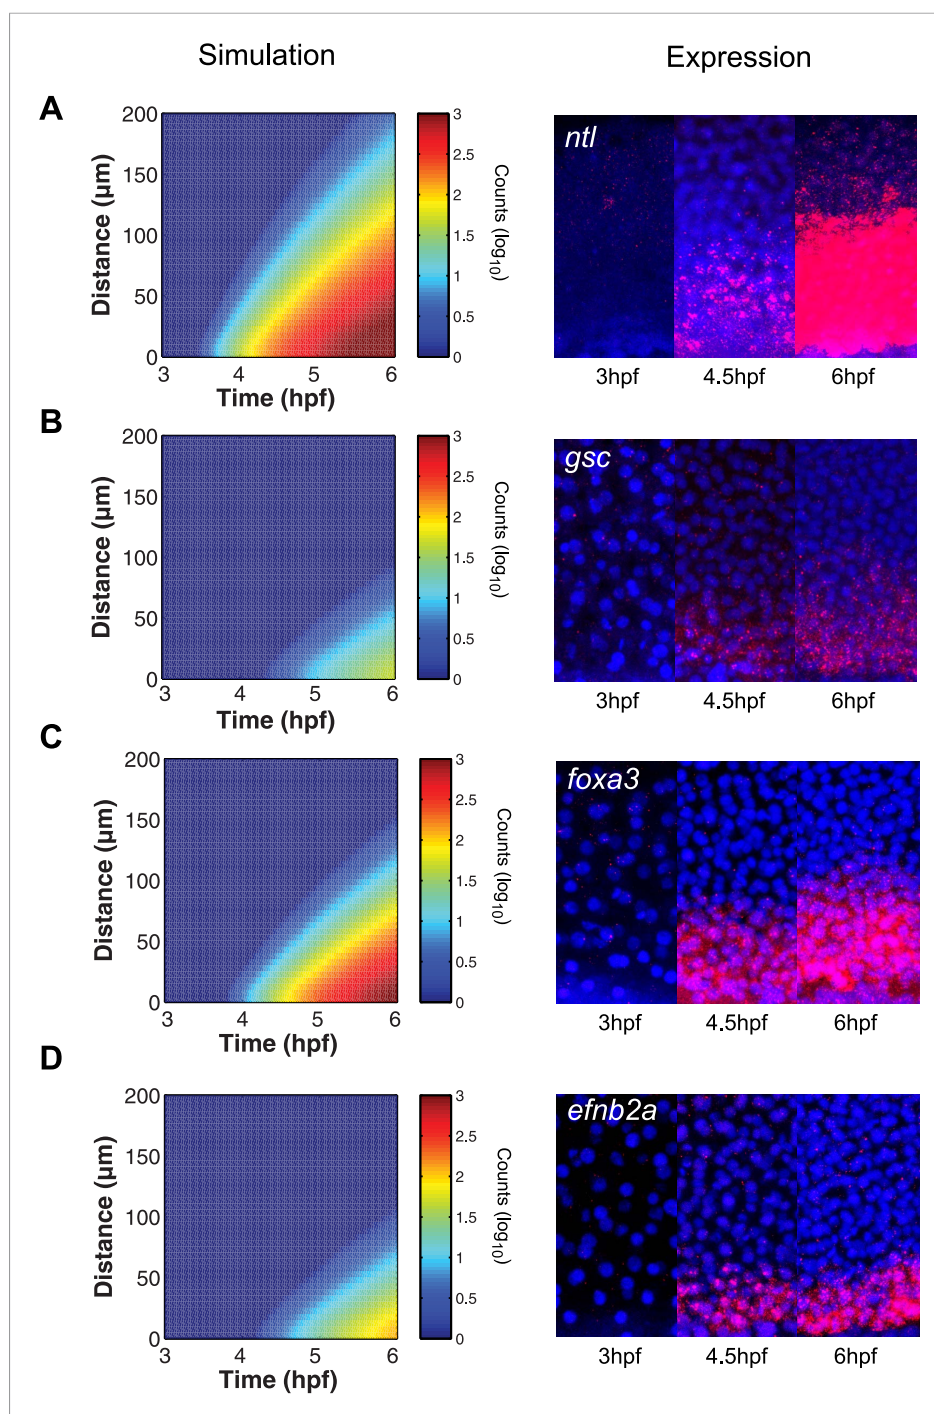 Simulation
Expression
A
200
150
100
50
0
3
4
5
6
Distance (µm)
Time (hpf)
3
2.5
2
1.5
1
0.5
0
Counts (log10)
ntl
3hpf
4.5hpf
6hpf
B
200
150
100
50
0
3
4
5
6
Distance (µm)
Time (hpf)
3
2.5
2
1.5
1
0.5
0
Counts (log10)
gsc
3hpf
4.5hpf
6hpf
C
200
150
100
50
0
3
4
5
6
Distance (µm)
Time (hpf)
3
2.5
2
1.5
1
0.5
0
Counts (log10)
foxa3
3hpf
4.5hpf
6hpf
D
200
150
100
50
0
3
4
5
6
Distance (µm)
Time (hpf)
3
2.5
2
1.5
1
0.5
0
Counts (log10)
efnb2a
3hpf
4.5hpf
6hpf